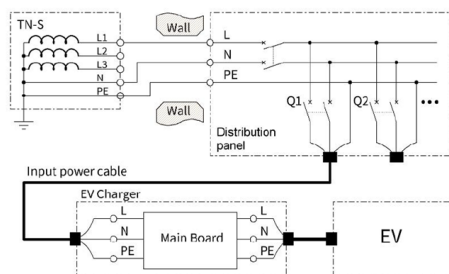 TN-S
L1
L2
L3
N
PE
Wall
Wall
L
N
PE
Q1
Q2
Distribution
panel
Input power cable
EV Charger
L
N
PE
Main Board
L
N
PE
EV